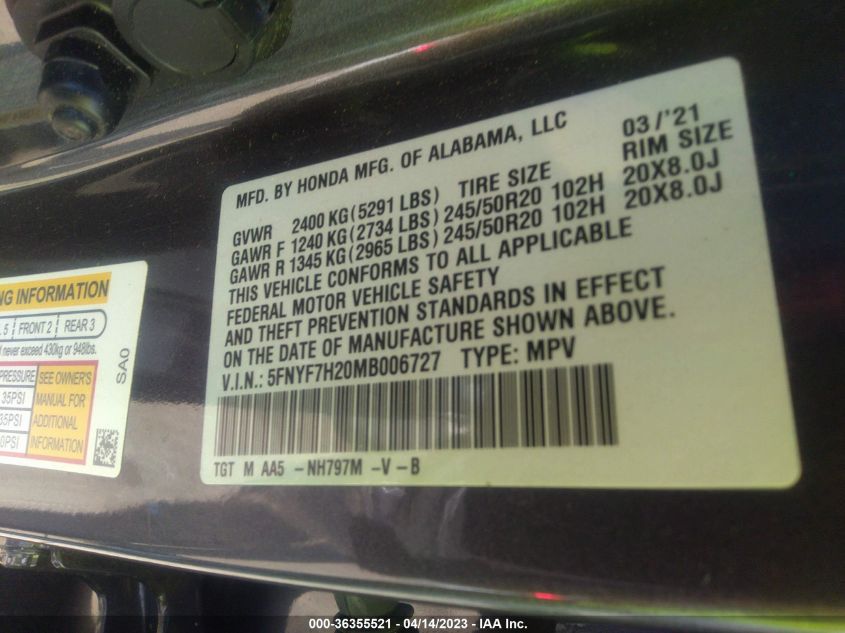 MFD. BY HONDA MFG. OF ALABAMA, LLC 03/'21
GVWR 2400 KG(5291 LBS) TIRE SIZE RIM SIZE
GAWR F 1240 KG(2734 LBS) 245/50R20 102H 20X8.0J
GAWR R 1345 KG(2965 LBS) 245/50R20 102H 20X8.0J
THIS VEHICLE CONFORMS TO ALL APPLICABLE
FEDERAL MOTOR VEHICLE SAFETY
AND THEFT PREVENTION STANDARDS IN EFFECT
ON THE DATE OF MANUFACTURE SHOWN ABOVE.
V.I.N.: 5FNYF7H20MB006727 TYPE: MPV
TGT M AA5 -NH797M -V -B
NG INFORMATION
5 FRONT 2 REAR 3
never exceed 430kg or 948lbs.
SA0
PRESSURE
35PSI
35PSI
0PSI
SEE OWNER'S
MANUAL FOR
ADDITIONAL
INFORMATION
000-36355521 - 04/14/2023 - IAA Inc.